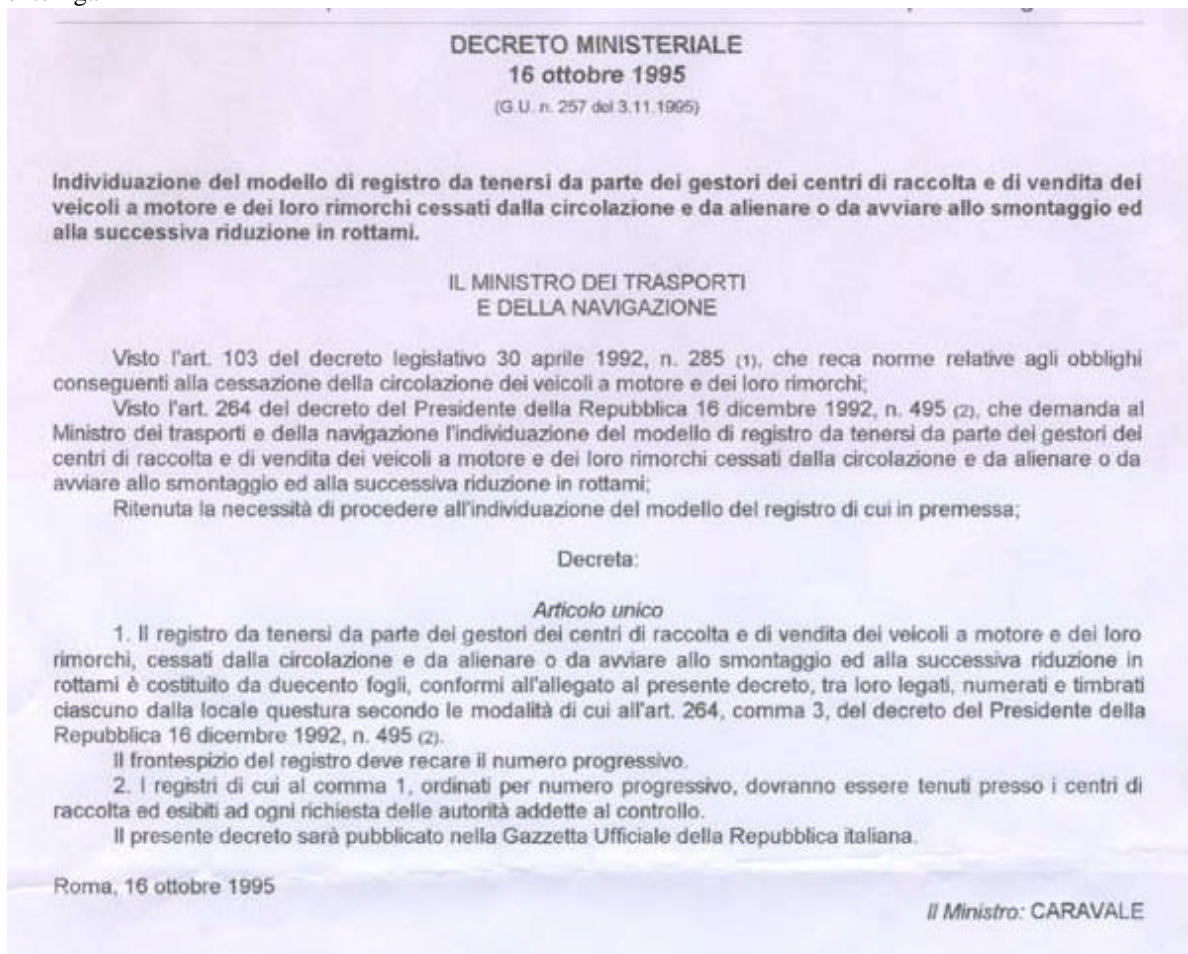 DECRETO MINISTERIALE
16 ottobre 1995
(G.U. n. 257 del 3.11.1995)
Individuazione del modello di registro da tenersi da parte dei gestori dei centri di raccolta e di vendita dei
veicoli a motore e dei loro rimorchi cessati dalla circolazione e da alienare o da avviare allo smontaggio ed
alla successiva riduzione in rottami.
IL MINISTRO DEI TRASPORTI
E DELLA NAVIGAZIONE
Visto l'art. 103 del decreto legislativo 30 aprile 1992, n. 285 (1), che reca norme relative agli obblighi
conseguenti alla cessazione della circolazione dei veicoli a motore e dei loro rimorchi;
Visto l'art. 264 del decreto del Presidente della Repubblica 16 dicembre 1992, n. 495 (2), che demanda al
Ministro dei trasporti e della navigazione l'individuazione del modello di registro da tenersi da parte dei gestori dei
centri di raccolta e di vendita dei veicoli a motore e dei loro rimorchi cessati dalla circolazione e da alienare o da
avviare allo smontaggio ed alla successiva riduzione in rottami;
Ritenuta la necessità di procedere all'individuazione del modello del registro di cui in premessa;
Decreta:
Articolo unico
1. Il registro da tenersi da parte dei gestori dei centri di raccolta e di vendita dei veicoli a motore e dei loro
rimorchi, cessati dalla circolazione e da alienare o da avviare allo smontaggio ed alla successiva riduzione in
rottami è costituito da duecento fogli, conformi all'allegato al presente decreto, tra loro legati, numerati e timbrati
ciascuno dalla locale questura secondo le modalità di cui all'art. 264, comma 3, del decreto del Presidente della
Repubblica 16 dicembre 1992, n. 495 (2).
Il frontespizio del registro deve recare il numero progressivo.
2. I registri di cui al comma 1, ordinati per numero progressivo, dovranno essere tenuti presso i centri di
raccolta ed esibiti ad ogni richiesta delle autorità addette al controllo.
Il presente decreto sarà pubblicato nella Gazzetta Ufficiale della Repubblica italiana.
Roma, 16 ottobre 1995
Il Ministro: CARAVALE